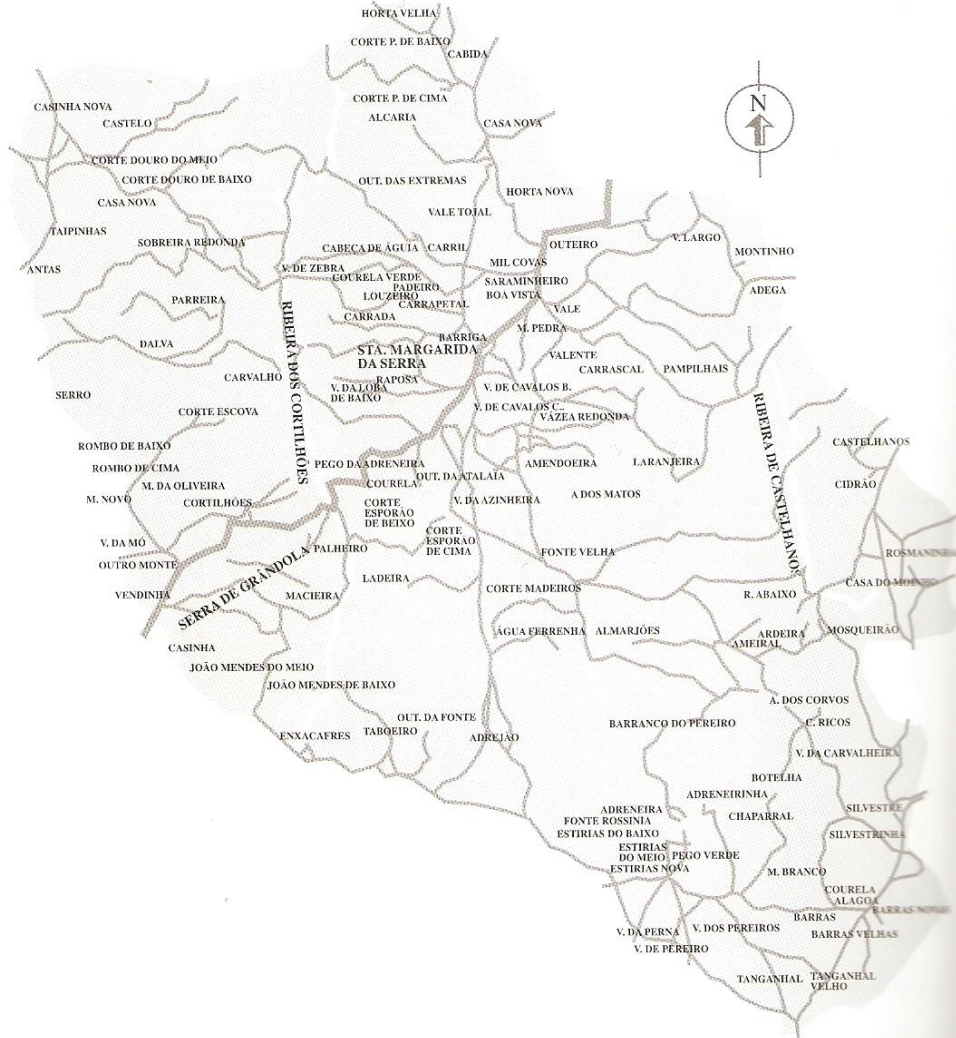 HORTA VELHA
CORTE P. DE BAIXO
CABIDA
N
CORTE P. DE CIMA
CASINHA NOVA
ALCARIA
CASTELO
CASA NOVA
CORTE DOURO DO MEIO
CORTE DOURO DE BAIXO
OUT. DAS EXTREMAS
HORTA NOVA
CASA NOVA
VALE TOJAL
TAIPINHAS
SOBREIRA REDONDA
CABEÇA DE ÁGUIA
CARRIL
OUTEIRO
V. LARGO
MONTINHO
ANTAS
V. DE ZEBRA
MIL COVAS
COURELA VERDE
PADEIRO
SARAMINHEIRO
LOUZEIRO
BOA VISTA
ADEGA
PARREIRA
CARRAPETAL
VALE
CARRADA
M. PEDRA
DALVA
BARRIGA
STA. MARGARIDA
DA SERRA
VALENTE
CARRASCAL
PAMPILHAIS
CARVALHO
RAPOSA
V. DA LOBA
DE BAIXO
V. DE CAVALOS B.
SERRO
RIBEIRA DOS CORTILHÕES
V. DE CAVALOS C..
VÁZEA REDONDA
CORTE ESCOVA
RIBEIRA DE CASTELHANOS
ROMBO DE BAIXO
CASTELHANOS
ROMBO DE CIMA
PEGO DA ADRENEIRA
AMENDOEIRA
LARANJEIRA
OUT. DA ATALAIA
M. DA OLIVEIRA
COURELA
CIDRÃO
M. NOVO
CORTILHÕES
CORTE
ESPORÃO
DE BEIXO
V. DA AZINHEIRA
A DOS MATOS
CORTE
ESPORÃO
DE CIMA
V. DA MÓ
PALHEIRO
FONTE VELHA
OUTRO MONTE
SERRA DE GRÂNDOLA
LADEIRA
VENDINHA
MACIEIRA
CORTE MADEIROS
R. ABAIXO
CASA DO MOINHO
ÁGUA FERRENHA
ALMARJÕES
ARDEIRA
MOSQUEIRÃO
AMEIRAL
CASINHA
JOÃO MENDES DO MEIO
JOÃO MENDES DE BAIXO
A. DOS CORVOS
OUT. DA FONTE
BARRANCO DO PEREIRO
C. RICOS
ENXACAFRES
TABOEIRO
ADREJÃO
V. DA CARVALHEIRA
BOTELHA
ADRENEIRINHA
ADRENEIRA
SILVESTRE
FONTE ROSSINIA
CHAPARRAL
ESTIRIAS DO BAIXO
SILVESTRINHA
ESTIRIAS
DO MEIO
PEGO VERDE
ESTIRIAS NOVA
M. BRANCO
COURELA
ALAGOA
BARRAS NOVAS
BARRAS
V. DA PERNA
V. DOS PEREIROS
BARRAS VELHAS
V. DE PEREIRO
TANGANHAL
TANGANHAL
VELHO